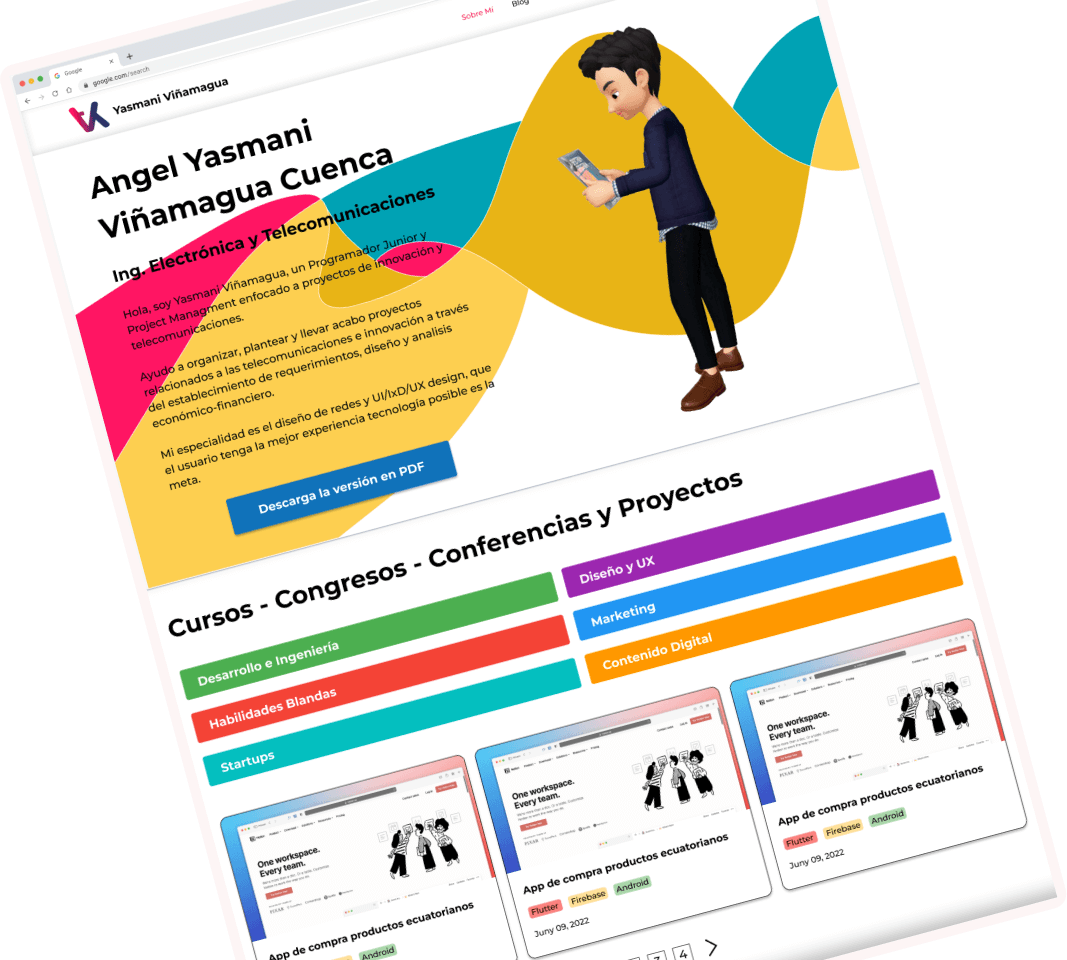 Google
google.com/search
Sobre Mi
Blog
Yasmani Viñamagua
Angel Yasmani
Viñamagua Cuenca
Ing. Electrónica y Telecomunicaciones
Hola, soy Yasmani Viñamagua, un Programador Junior y
Project Managment enfocado a proyectos de innovación y
telecomunicaciones.
Ayudo a organizar, plantear y llevar acabo proyectos
relacionados a las telecomunicaciones e innovación a través
del establecimiento de requerimientos, diseño y analisis
económico-financiero.
Mi especialidad es el diseño de redes y UI/IxD/UX design, que
el usuario tenga la mejor experiencia tecnología posible es la
meta.
Descarga la versión en PDF
Cursos - Congresos - Conferencias y Proyectos
Desarrollo e Ingeniería
Diseño y UX
Habilidades Blandas
Marketing
Startups
Contenido Digital
One workspace.
Every team.
App de compra productos ecuatorianos
Android
One workspace.
Every team.
App de compra productos ecuatorianos
Flutter
Firebase
Android
Juny 09, 2022
One workspace.
Every team.
App de compra productos ecuatorianos
Flutter
Firebase
Android
Juny 09, 2022
4